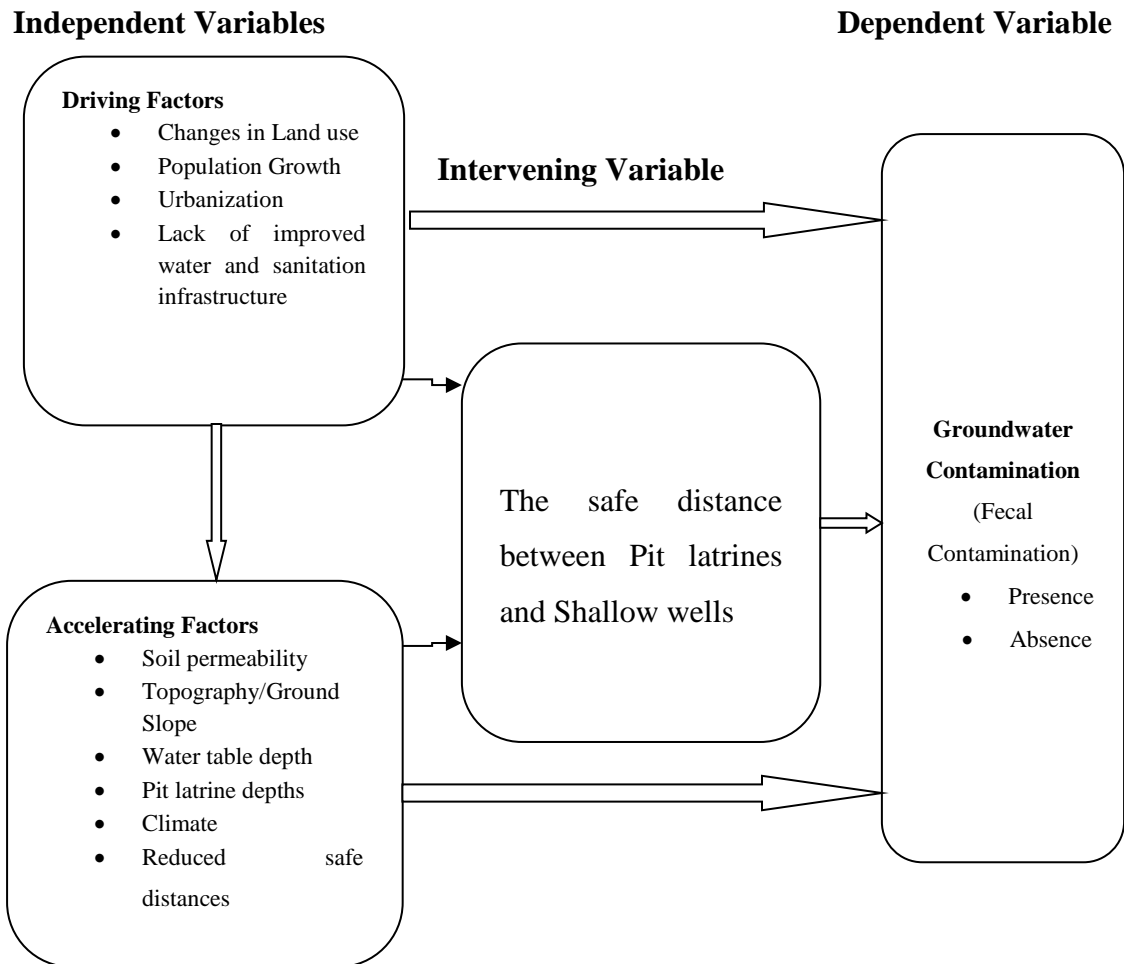 Independent Variables
Dependent Variable
Driving Factors
• Changes in Land use
• Population Growth
• Urbanization
• Lack of improved
water and sanitation
infrastructure
Intervening Variable
The safe distance
between Pit latrines
and Shallow wells
Groundwater
Contamination
(Fecal
Contamination)
• Presence
• Absence
Accelerating Factors
• Soil permeability
• Topography/Ground
Slope
• Water table depth
• Pit latrine depths
• Climate
• Reduced safe
distances